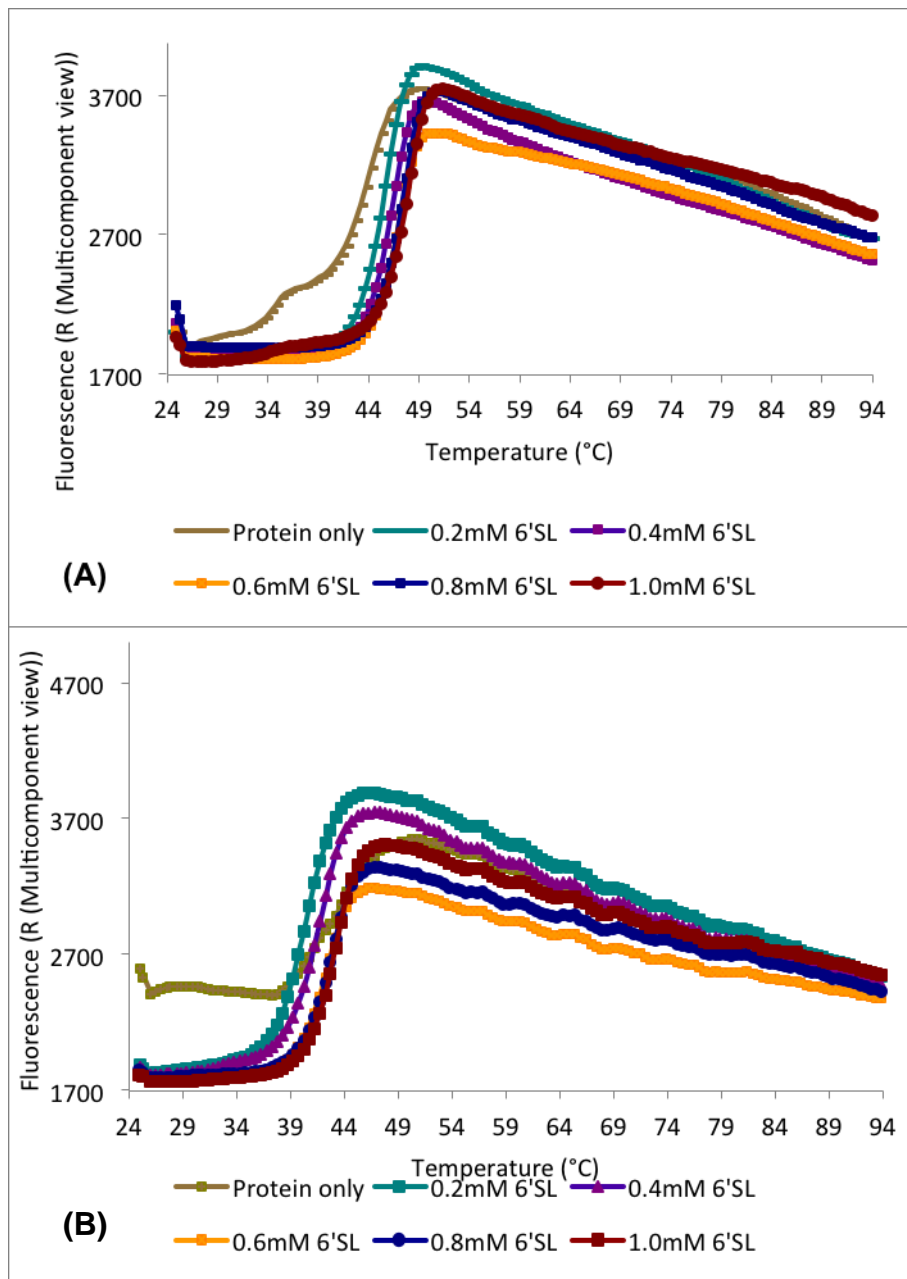 Fluorescence (R (Multicomponent view))
3700
2700
1700
24 29 34 39 44 49 54 59 64 69 74 79 84 89 94
Temperature (°C)
Protein only 0.2mM 6'SL 0.4mM 6'SL
0.6mM 6'SL 0.8mM 6'SL 1.0mM 6'SL
(A)
Fluorescence (R (Multicomponent view))
4700
3700
2700
1700
24 29 34 39 44 49 54 59 64 69 74 79 84 89 94
Temperature (°C)
Protein only 0.2mM 6'SL 0.4mM 6'SL
0.6mM 6'SL 0.8mM 6'SL 1.0mM 6'SL
(B)